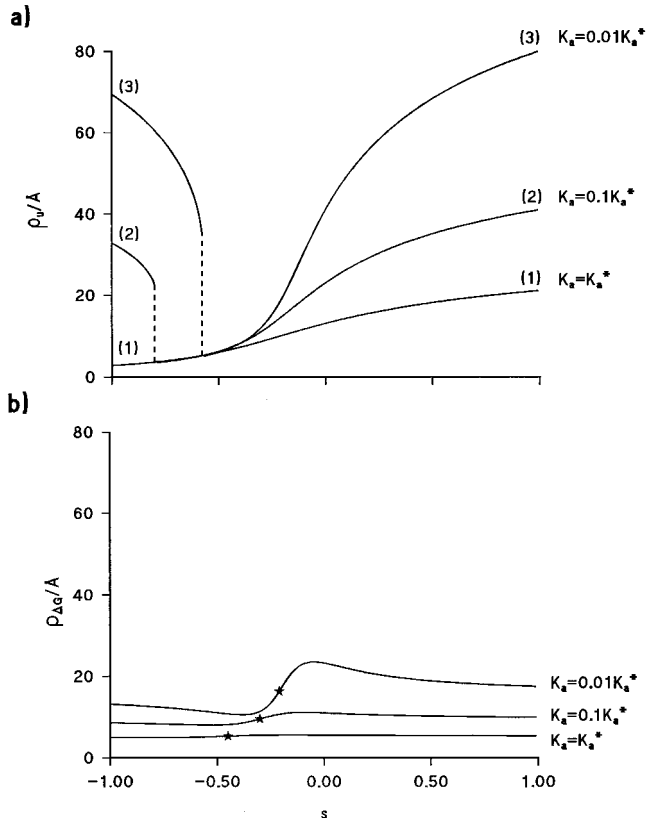 a)
80
60
40
20
0
ρᵤ/Å
(3)
(2)
(1)
(3) Kₐ=0.01Kₐ*
(2) Kₐ=0.1Kₐ*
(1) Kₐ=Kₐ*
b)
80
60
40
20
0
ρ_ΔG/Å
Kₐ=0.01Kₐ*
Kₐ=0.1Kₐ*
Kₐ=Kₐ*
-1.00 -0.50 0.00 0.50 1.00
s